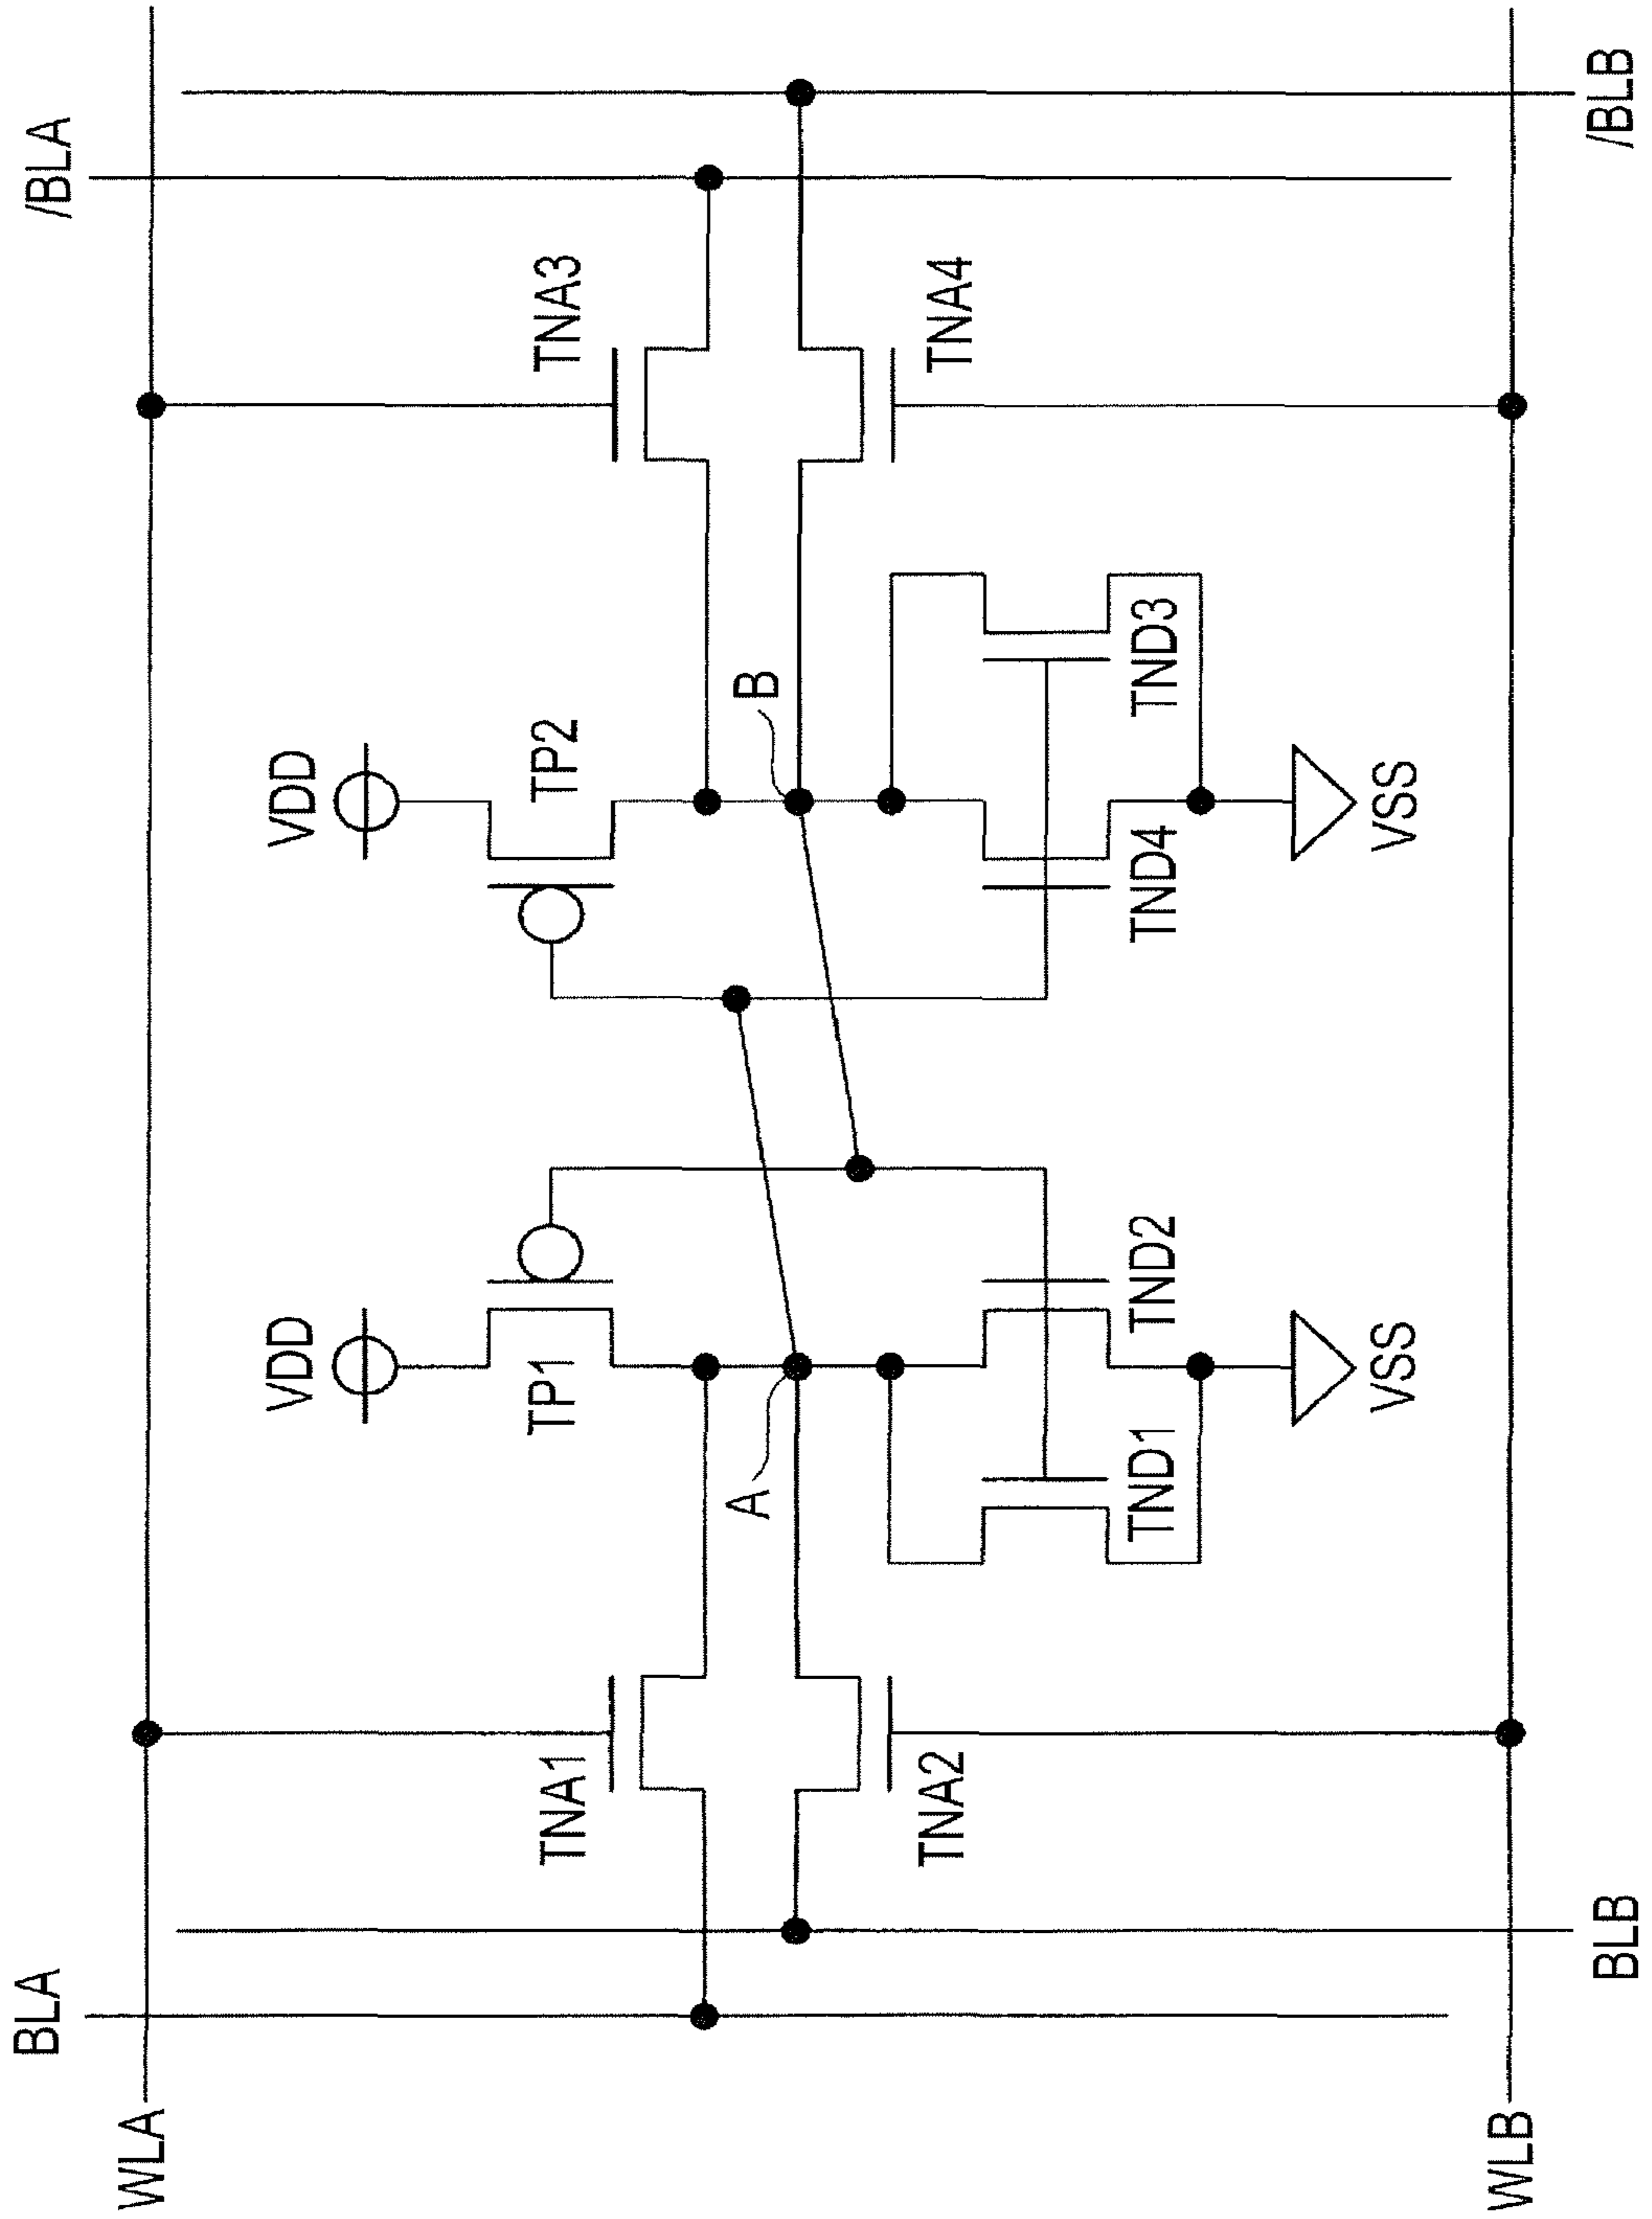 BLA
/BLA
WLA
VDD
VDD
TP1
TP2
TNA1
TNA3
A
B
TNA2
TNA4
TND1
TND2
TND4
TND3
VSS
VSS
WLB
BLB
/BLB